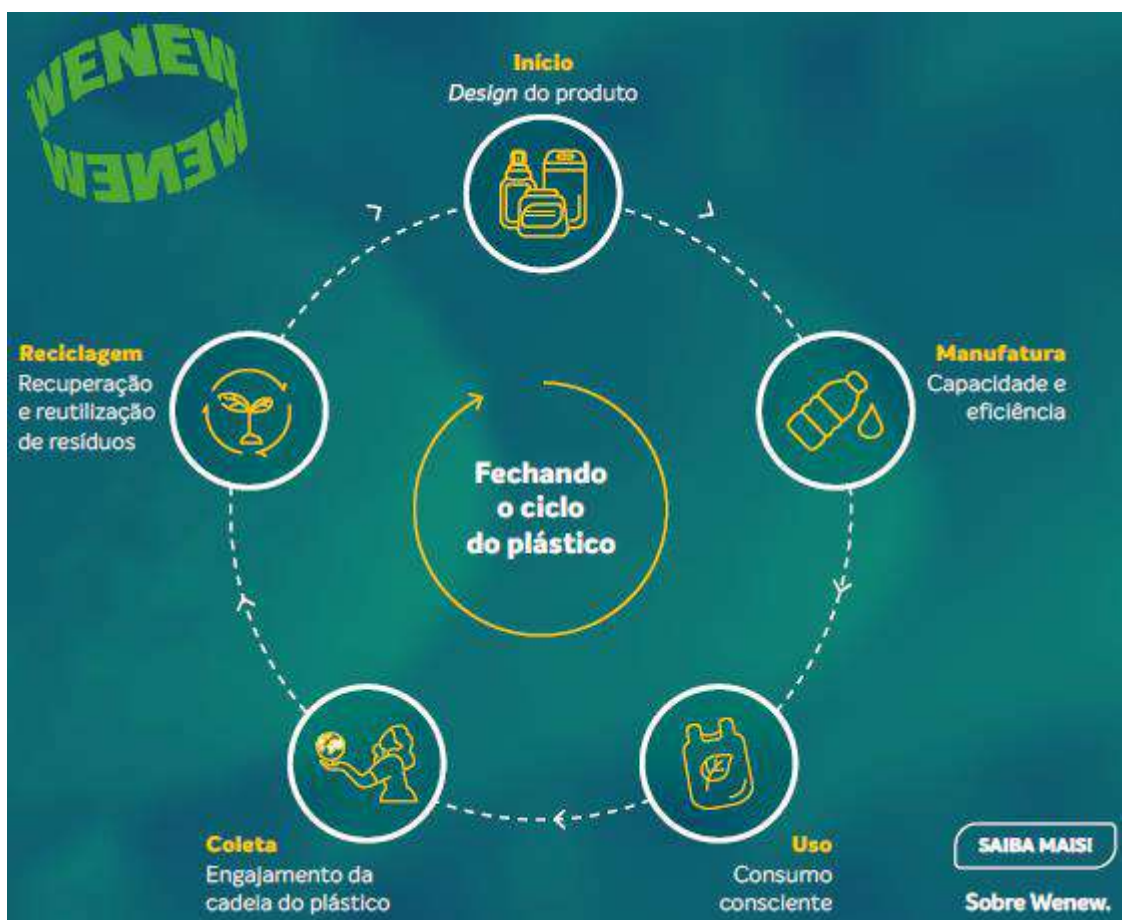 WENEW
WENEW
Início
Design do produto
Manufatura
Capacidade e
eficiência
Uso
Consumo
consciente
Coleta
Engajamento da
cadeia do plástico
Reciclagem
Recuperação
e reutilização
de resíduos
Fechando
o ciclo
do plástico
SAIBA MAIS!
Sobre Wenew.